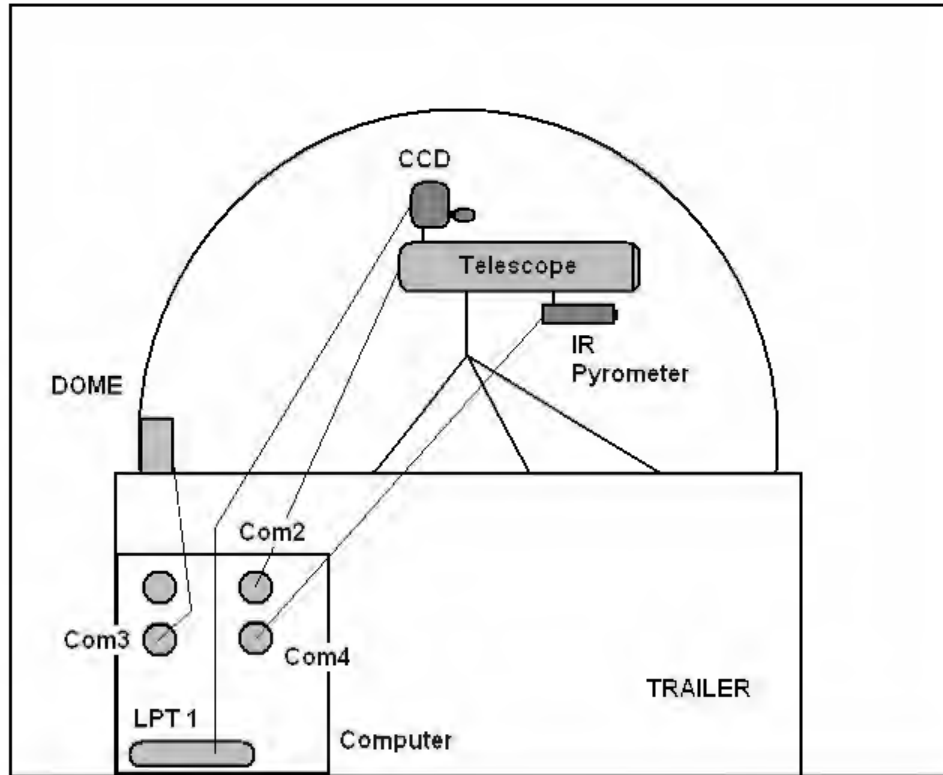 CCD
Telescope
IR
Pyrometer
DOME
Com2
Com3
Com4
LPT 1
TRAILER
Computer